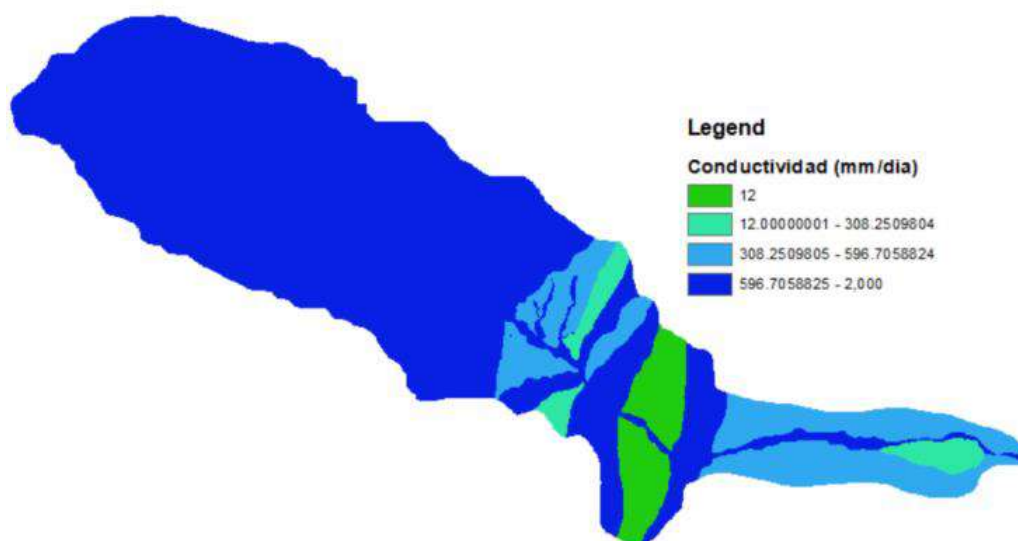 Legend
Conductividad (mm/dia)
12
12.00000001 - 308.2509804
308.2509805 - 596.7058824
596.7058825 - 2,000